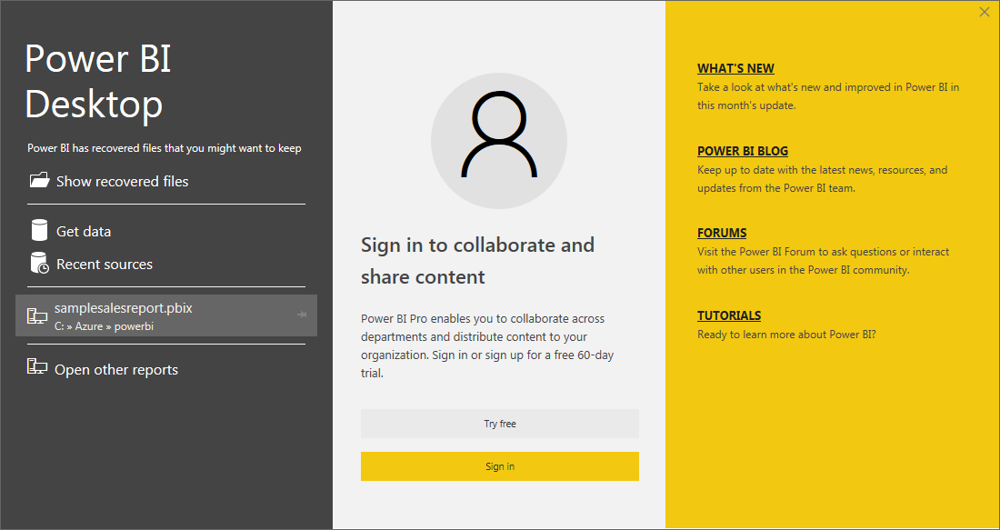 Power BI
Desktop
Power BI has recovered files that you might want to keep
Show recovered files
Get data
Recent sources
samplesalesreport.pbix
C: » Azure » powerbi
Open other reports
Sign in to collaborate and
share content
Power BI Pro enables you to collaborate across
departments and distribute content to your
organization. Sign in or sign up for a free 60-day
trial.
Try free
Sign in
WHAT'S NEW
Take a look at what's new and improved in Power BI in
this month's update.
POWER BI BLOG
Keep up to date with the latest news, resources, and
updates from the Power BI team.
FORUMS
Visit the Power BI Forum to ask questions or interact
with other users in the Power BI community.
TUTORIALS
Ready to learn more about Power BI?